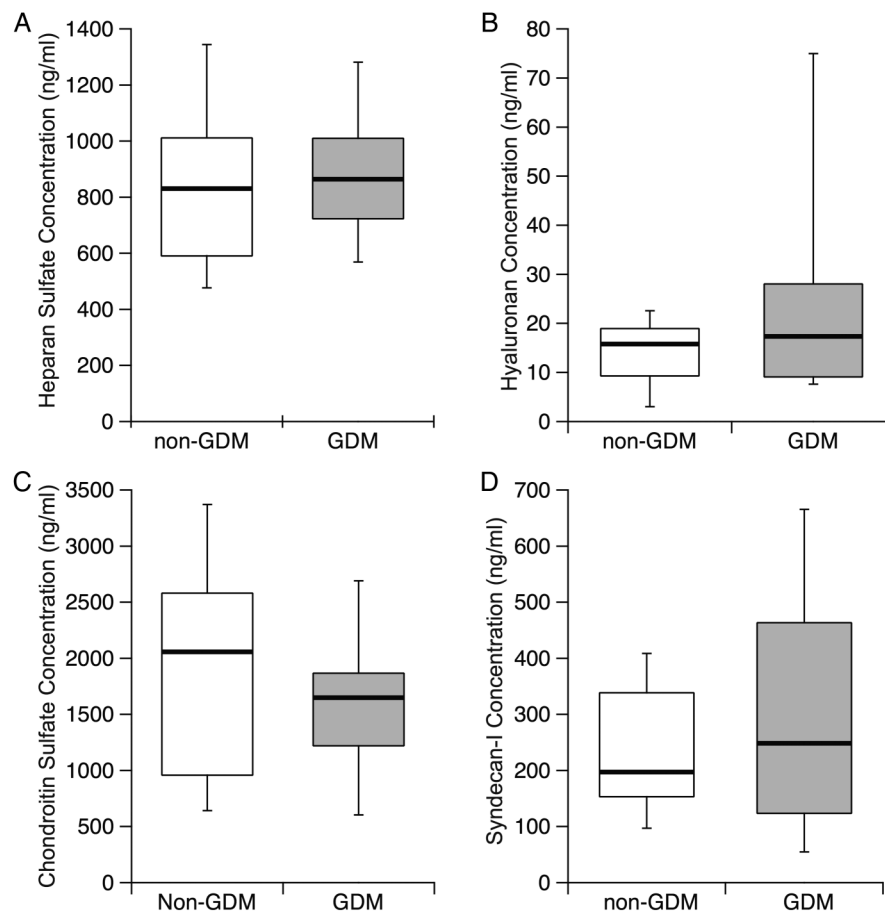 A
Heparan Sulfate Concentration (ng/ml)
1400
1200
1000
800
600
400
200
0
non-GDM
GDM
B
Hyaluronan Concentration (ng/ml)
80
70
60
50
40
30
20
10
0
non-GDM
GDM
C
Chondroitin Sulfate Concentration (ng/ml)
3500
3000
2500
2000
1500
1000
500
0
Non-GDM
GDM
D
Syndecan-I Concentration (ng/ml)
700
600
500
400
300
200
100
0
non-GDM
GDM